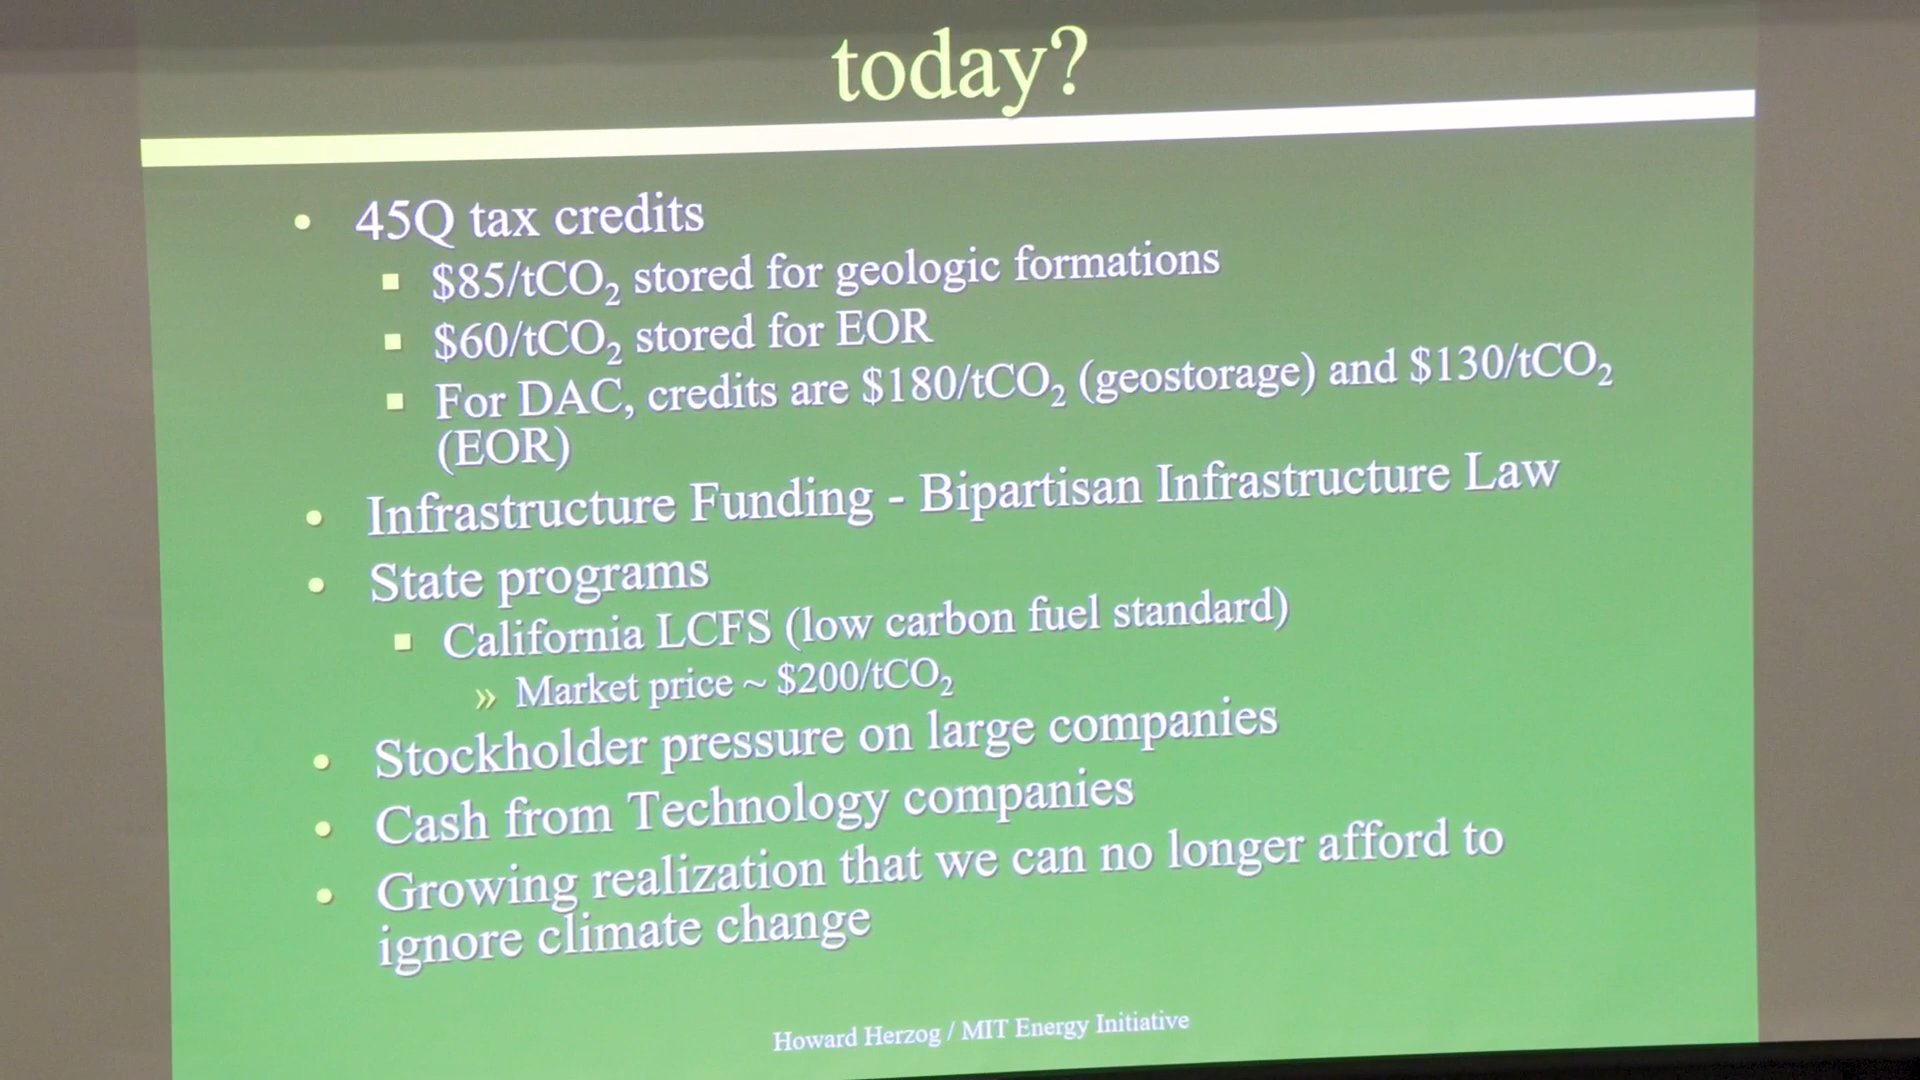 today?
• 45Q tax credits
▪ $85/tCO₂ stored for geologic formations
▪ $60/tCO₂ stored for EOR
▪ For DAC, credits are $180/tCO₂ (geostorage) and $130/tCO₂
(EOR)
• Infrastructure Funding - Bipartisan Infrastructure Law
• State programs
▪ California LCFS (low carbon fuel standard)
» Market price ~ $200/tCO₂
• Stockholder pressure on large companies
• Cash from Technology companies
• Growing realization that we can no longer afford to
ignore climate change
Howard Herzog / MIT Energy Initiative